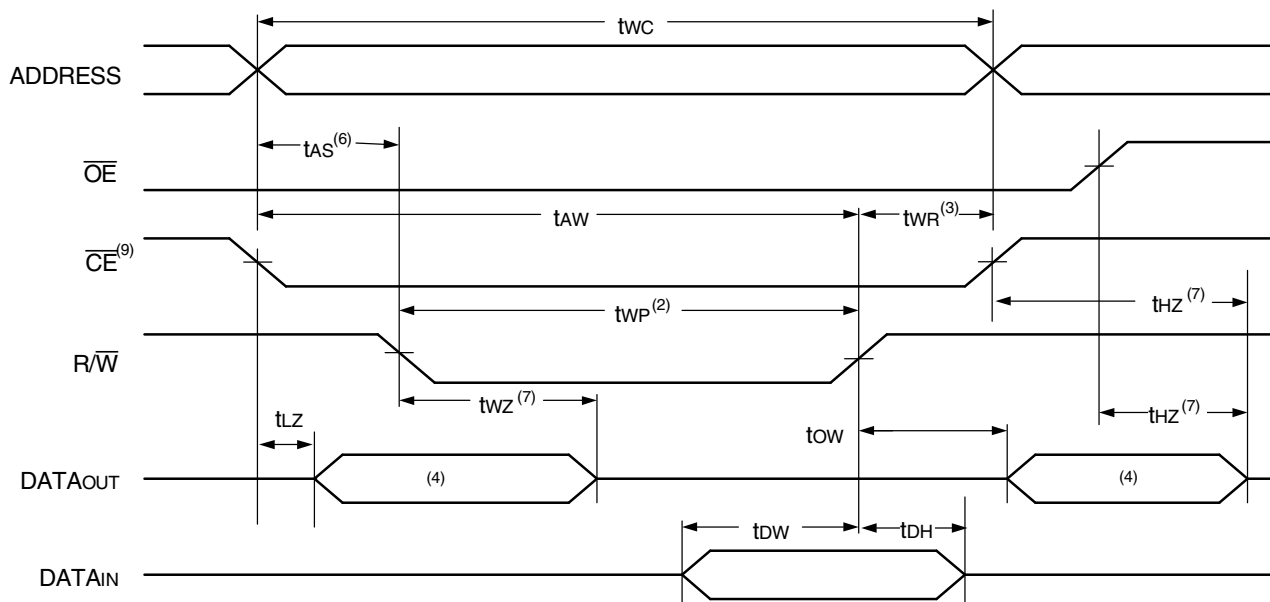 tWC
ADDRESS
tAS(6)
OE
tAW
tWR(3)
CE(9)
tWP(2)
tHZ(7)
R/W
tWZ(7)
tLZ
tHZ(7)
tOW
DATAOUT
(4)
(4)
tDW
tDH
DATAIN